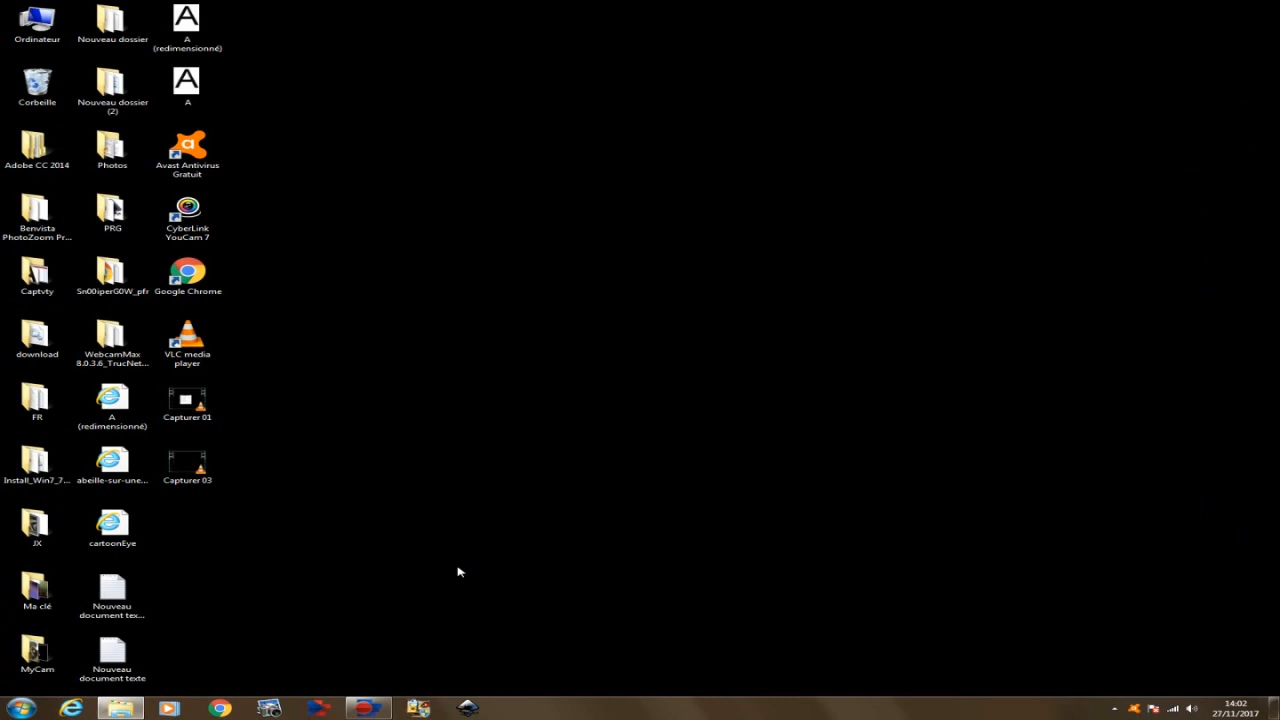 Ordinateur
Nouveau dossier
A
(redimensionné)
Corbeille
Nouveau dossier
(2)
A
Adobe CC 2014
Photos
Avast Antivirus
Gratuit
Benvista
PhotoZoom Pr...
PRG
CyberLink
YouCam 7
Captvty
Sn00iperG0W_pfr
Google Chrome
download
WebcamMax
8.0.3.6_TrucNet...
VLC media
player
FR
A
(redimensionné)
Capturer 01
Install_Win7_7...
abeille-sur-une...
Capturer 03
JX
cartoonEye
Ma clé
Nouveau
document tex...
MyCam
Nouveau
document texte
14:02
27/11/2017